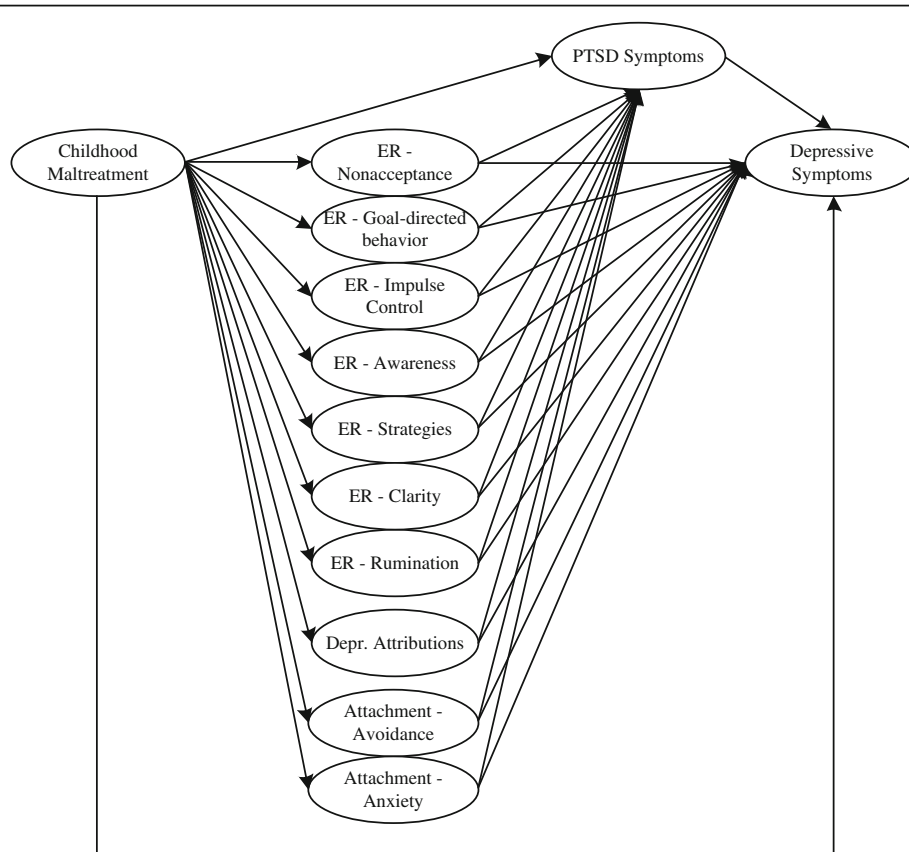 PTSD Symptoms
Childhood
Maltreatment
ER -
Nonacceptance
Depressive
Symptoms
ER - Goal-directed
behavior
ER - Impulse
Control
ER - Awareness
ER - Strategies
ER - Clarity
ER - Rumination
Depr. Attributions
Attachment -
Avoidance
Attachment -
Anxiety